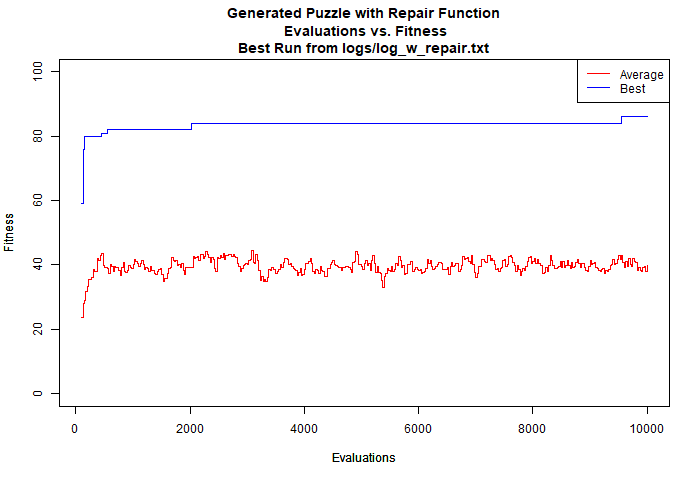 Generated Puzzle with Repair Function
Evaluations vs. Fitness
Best Run from logs/log_w_repair.txt
Average
Best
Fitness
100
80
60
40
20
0
0 2000 4000 6000 8000 10000
Evaluations